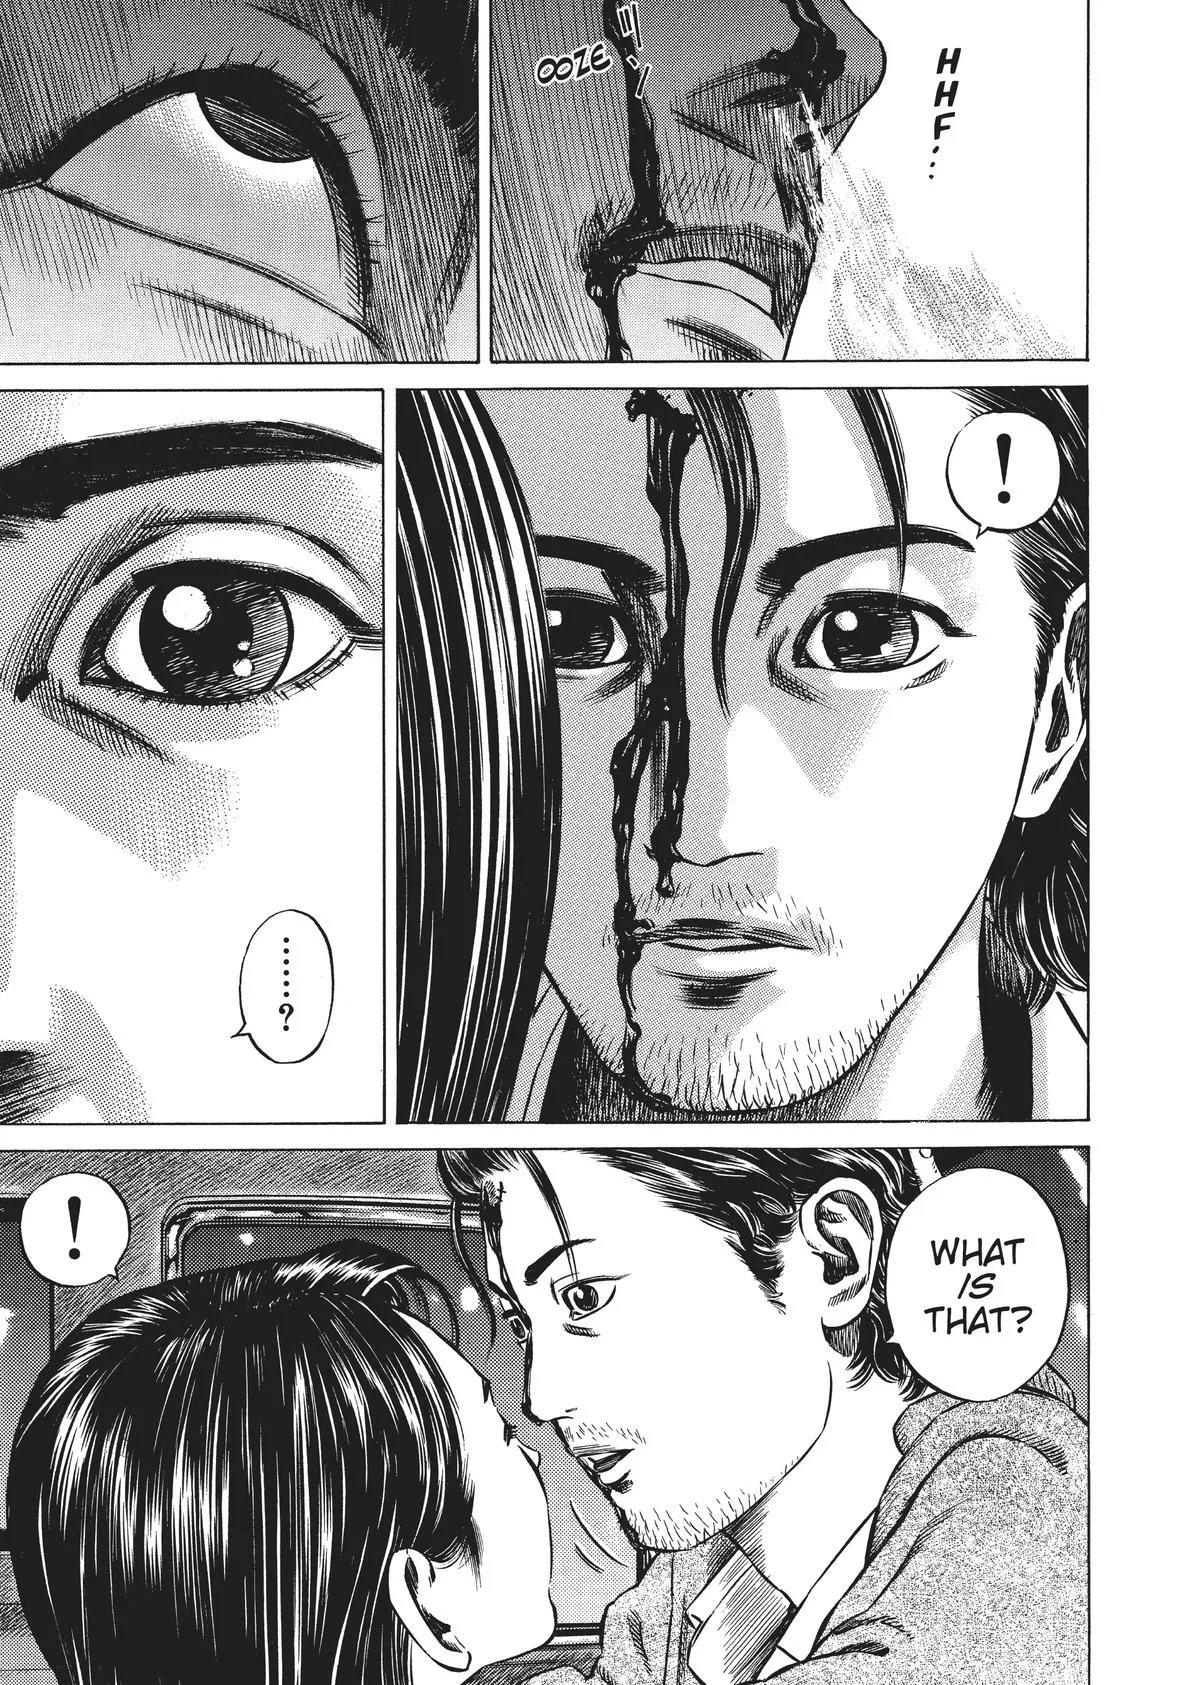 HHF...
OOZE
!
.......?
!
WHAT
IS
THAT?